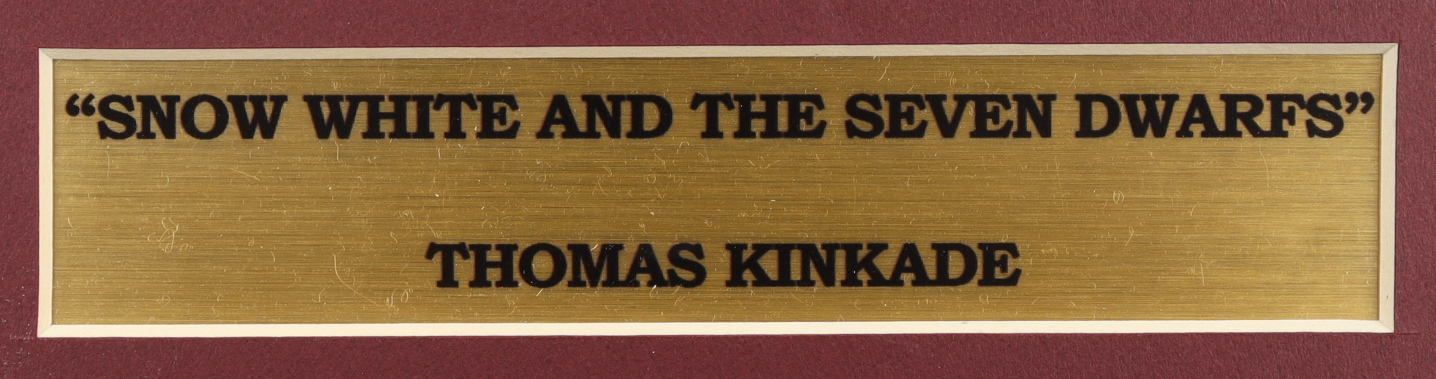 “SNOW WHITE AND THE SEVEN DWARFS”
THOMAS KINKADE